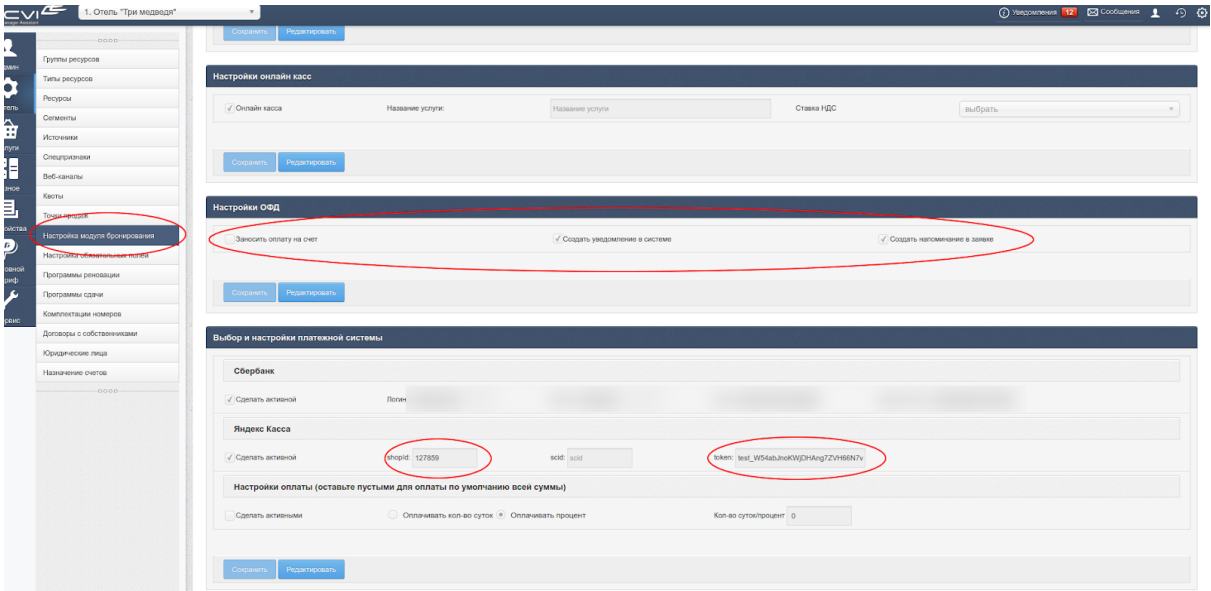 CVI
1. Отель "Три медведя"
Уведомления 12 Сообщения
Группы ресурсов
Типы ресурсов
Ресурсы
Сегменты
Источники
Спецпризнаки
Веб-каналы
Квоты
Точки продаж
Настройка модуля бронирования
Настройка обязательных полей
Программы реновации
Программы сдачи
Комплектации номеров
Договоры с собственниками
Юридические лица
Назначение счетов
Сохранить Редактировать
Настройки онлайн касс
Онлайн касса Название услуги: Название услуги Ставка НДС выбрать
Сохранить Редактировать
Настройки ОФД
Заносить оплату на счет Создать уведомление в системе Создать напоминание в заявке
Сохранить Редактировать
Выбор и настройки платежной системы
Сбербанк
Сделать активной Логин
Яндекс Касса
Сделать активной shopId: 127859 scid: scid token: test_W54abJnoKWjDHAng7ZVH66N7v
Настройки оплаты (оставьте пустыми для оплаты по умолчанию всей суммы)
Сделать активными Оплачивать кол-во суток Оплачивать процент Кол-во суток/процент 0
Сохранить Редактировать